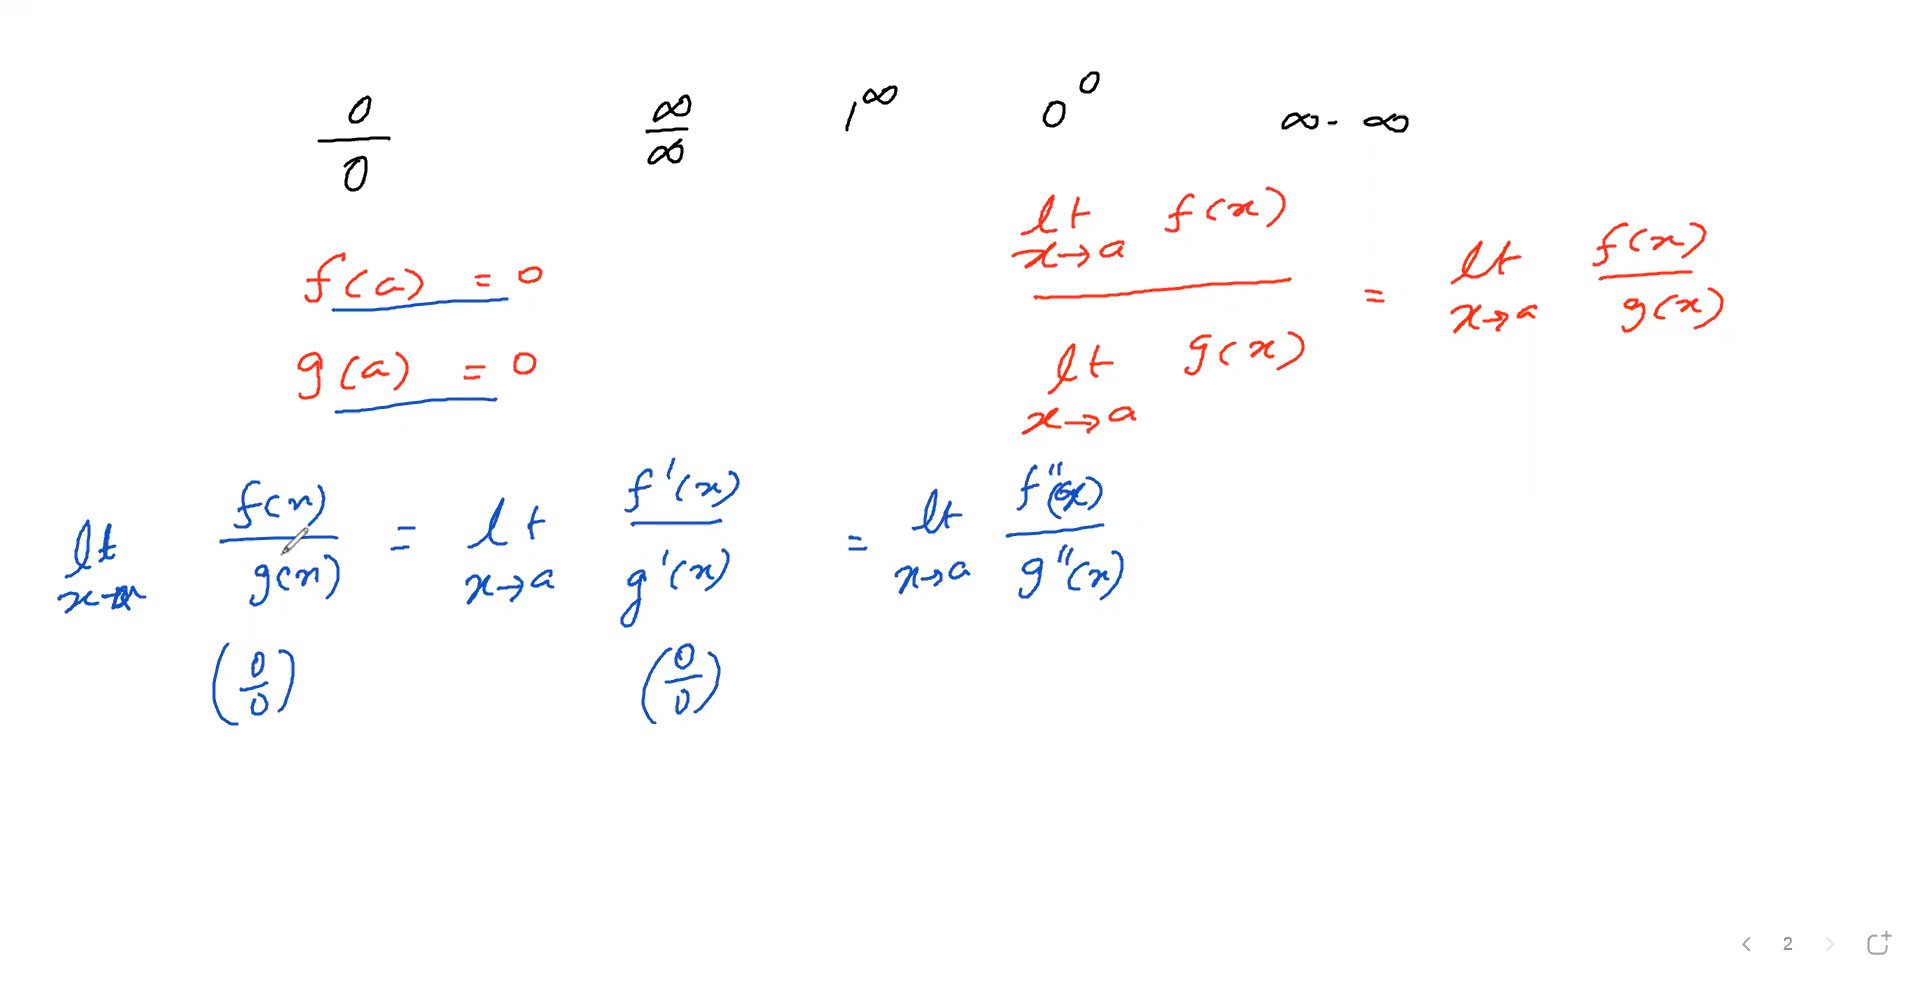 0/0   ∞/∞   1^∞   0^0   ∞ - ∞
f(a) = 0
g(a) = 0
lt x→a f(x) / lt x→a g(x) = lt x→a f(x)/g(x)
lt f(x)/g(x) = lt x→a f'(x)/g'(x) = lt x→a f''(x)/g''(x)
(0/0)   (0/0)
2